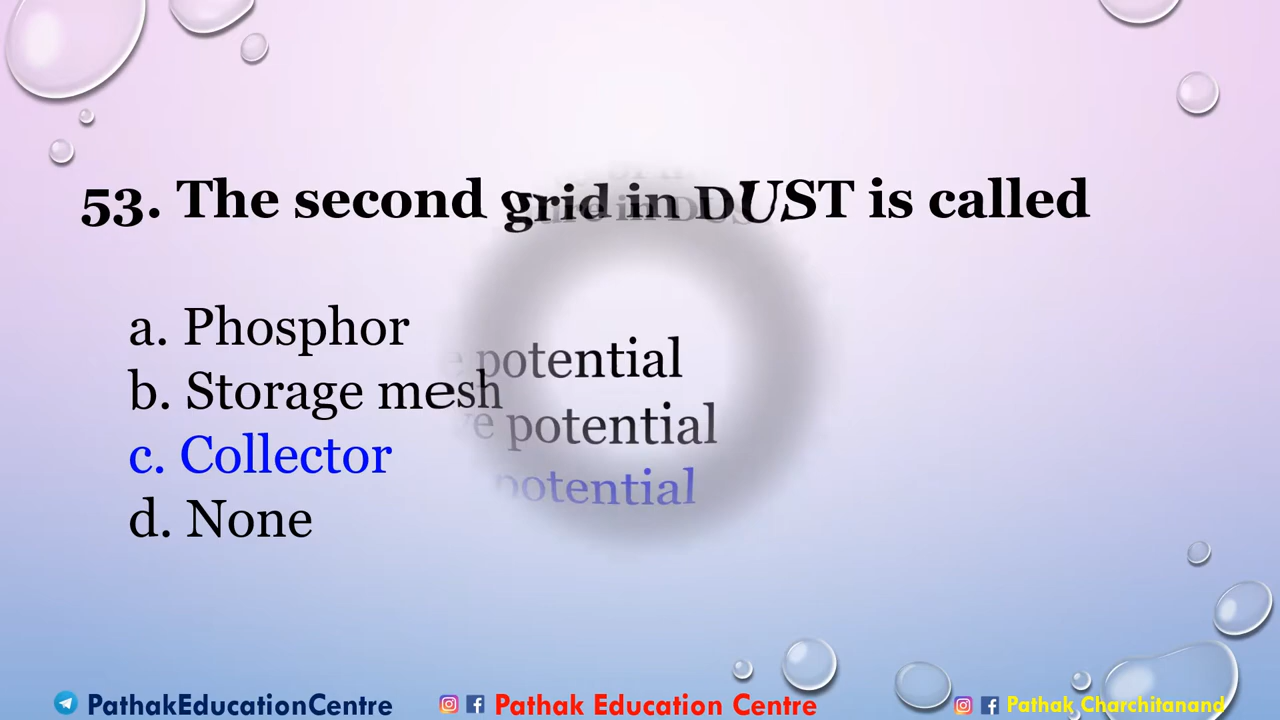 53. The second grid in DUST is called
a. Phosphor
potential
b. Storage mesh
potential
c. Collector
potential
d. None
PathakEducationCentre
Pathak Education Centre
Pathak Charchitanand